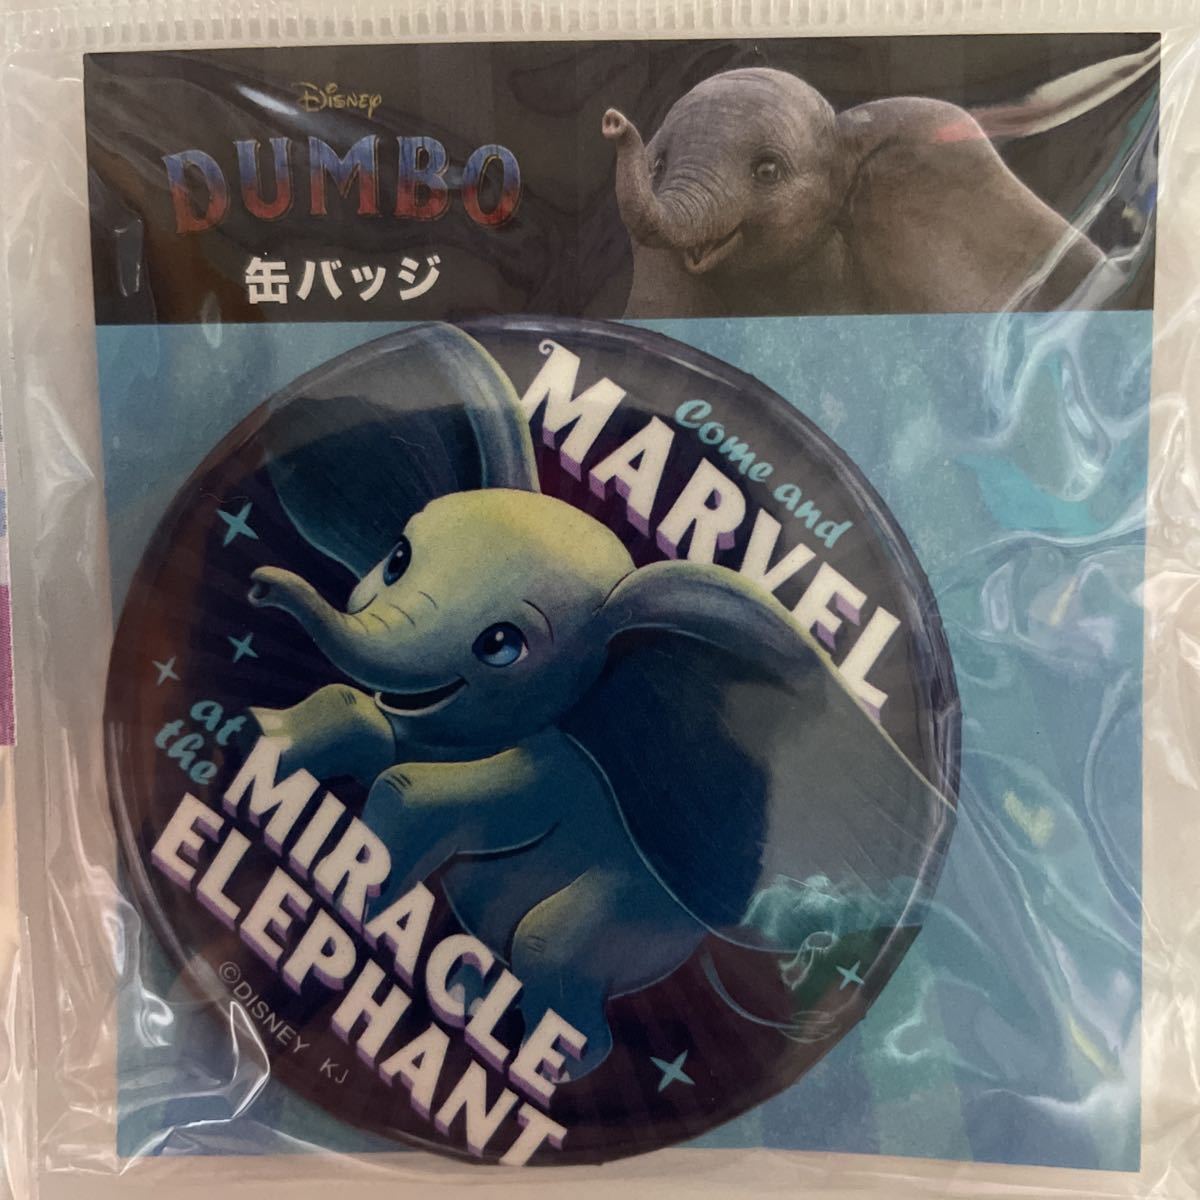 Disney
DUMBO
缶バッジ
Come and
MARVEL
at
the
MIRACLE
ELEPHANT
©DISNEY KJ